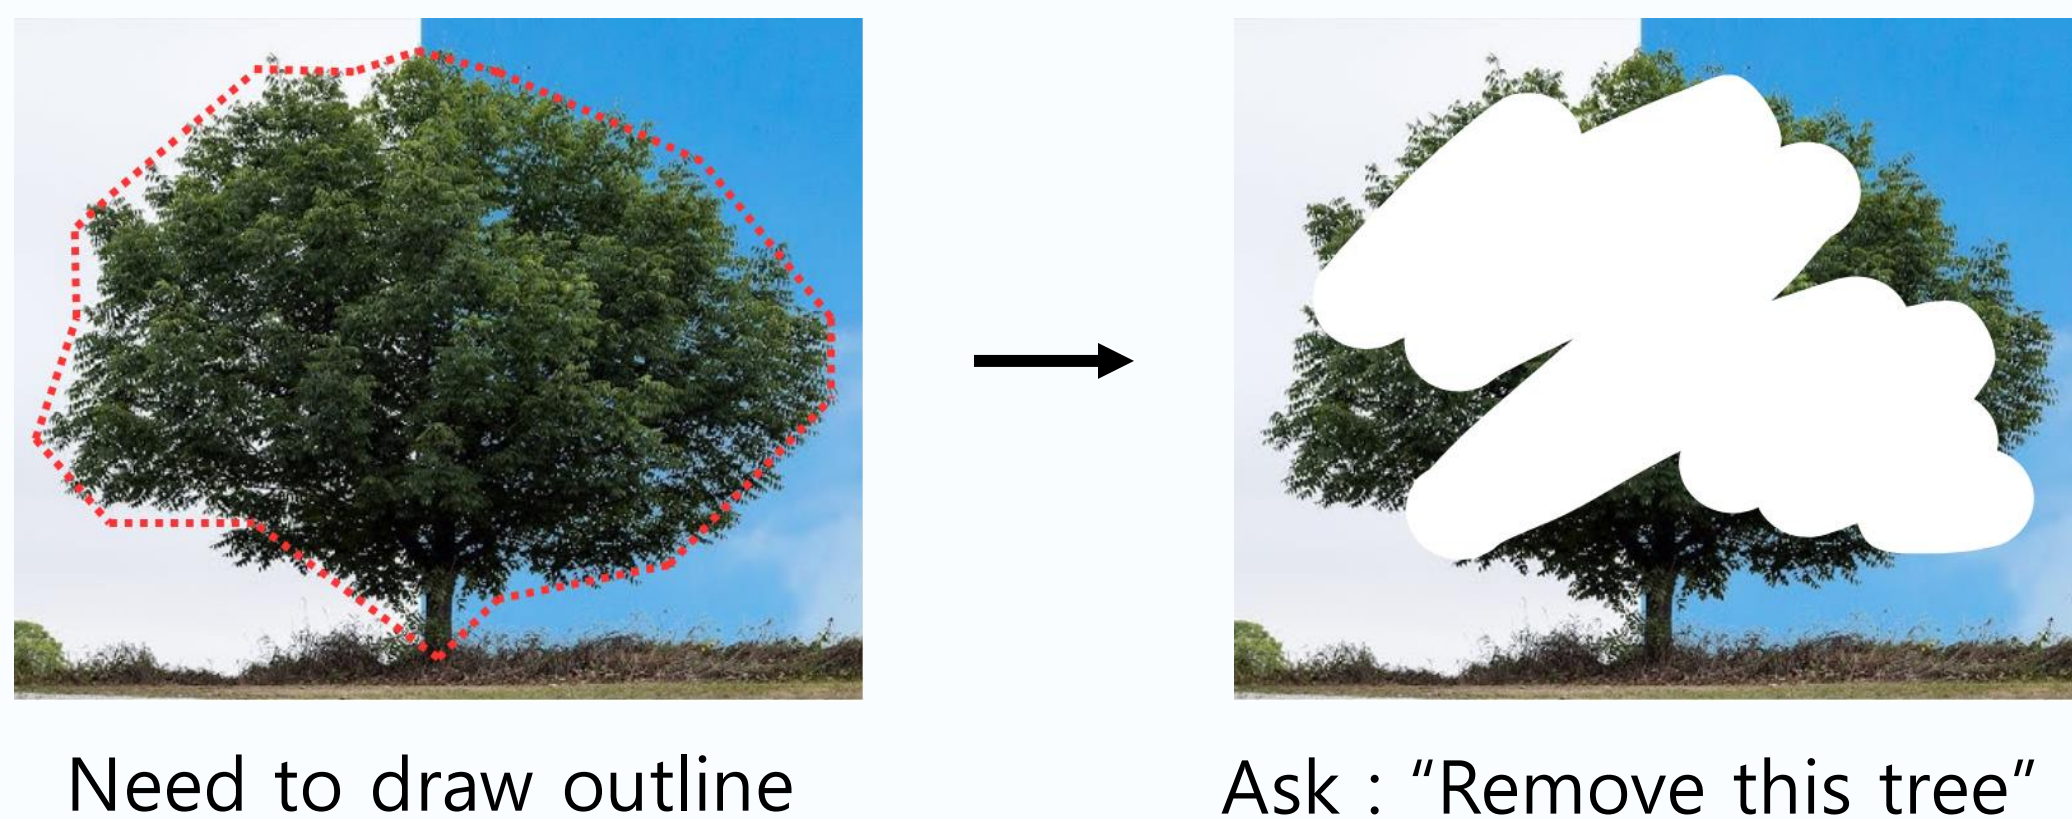 Need to draw outline
Ask : “Remove this tree”